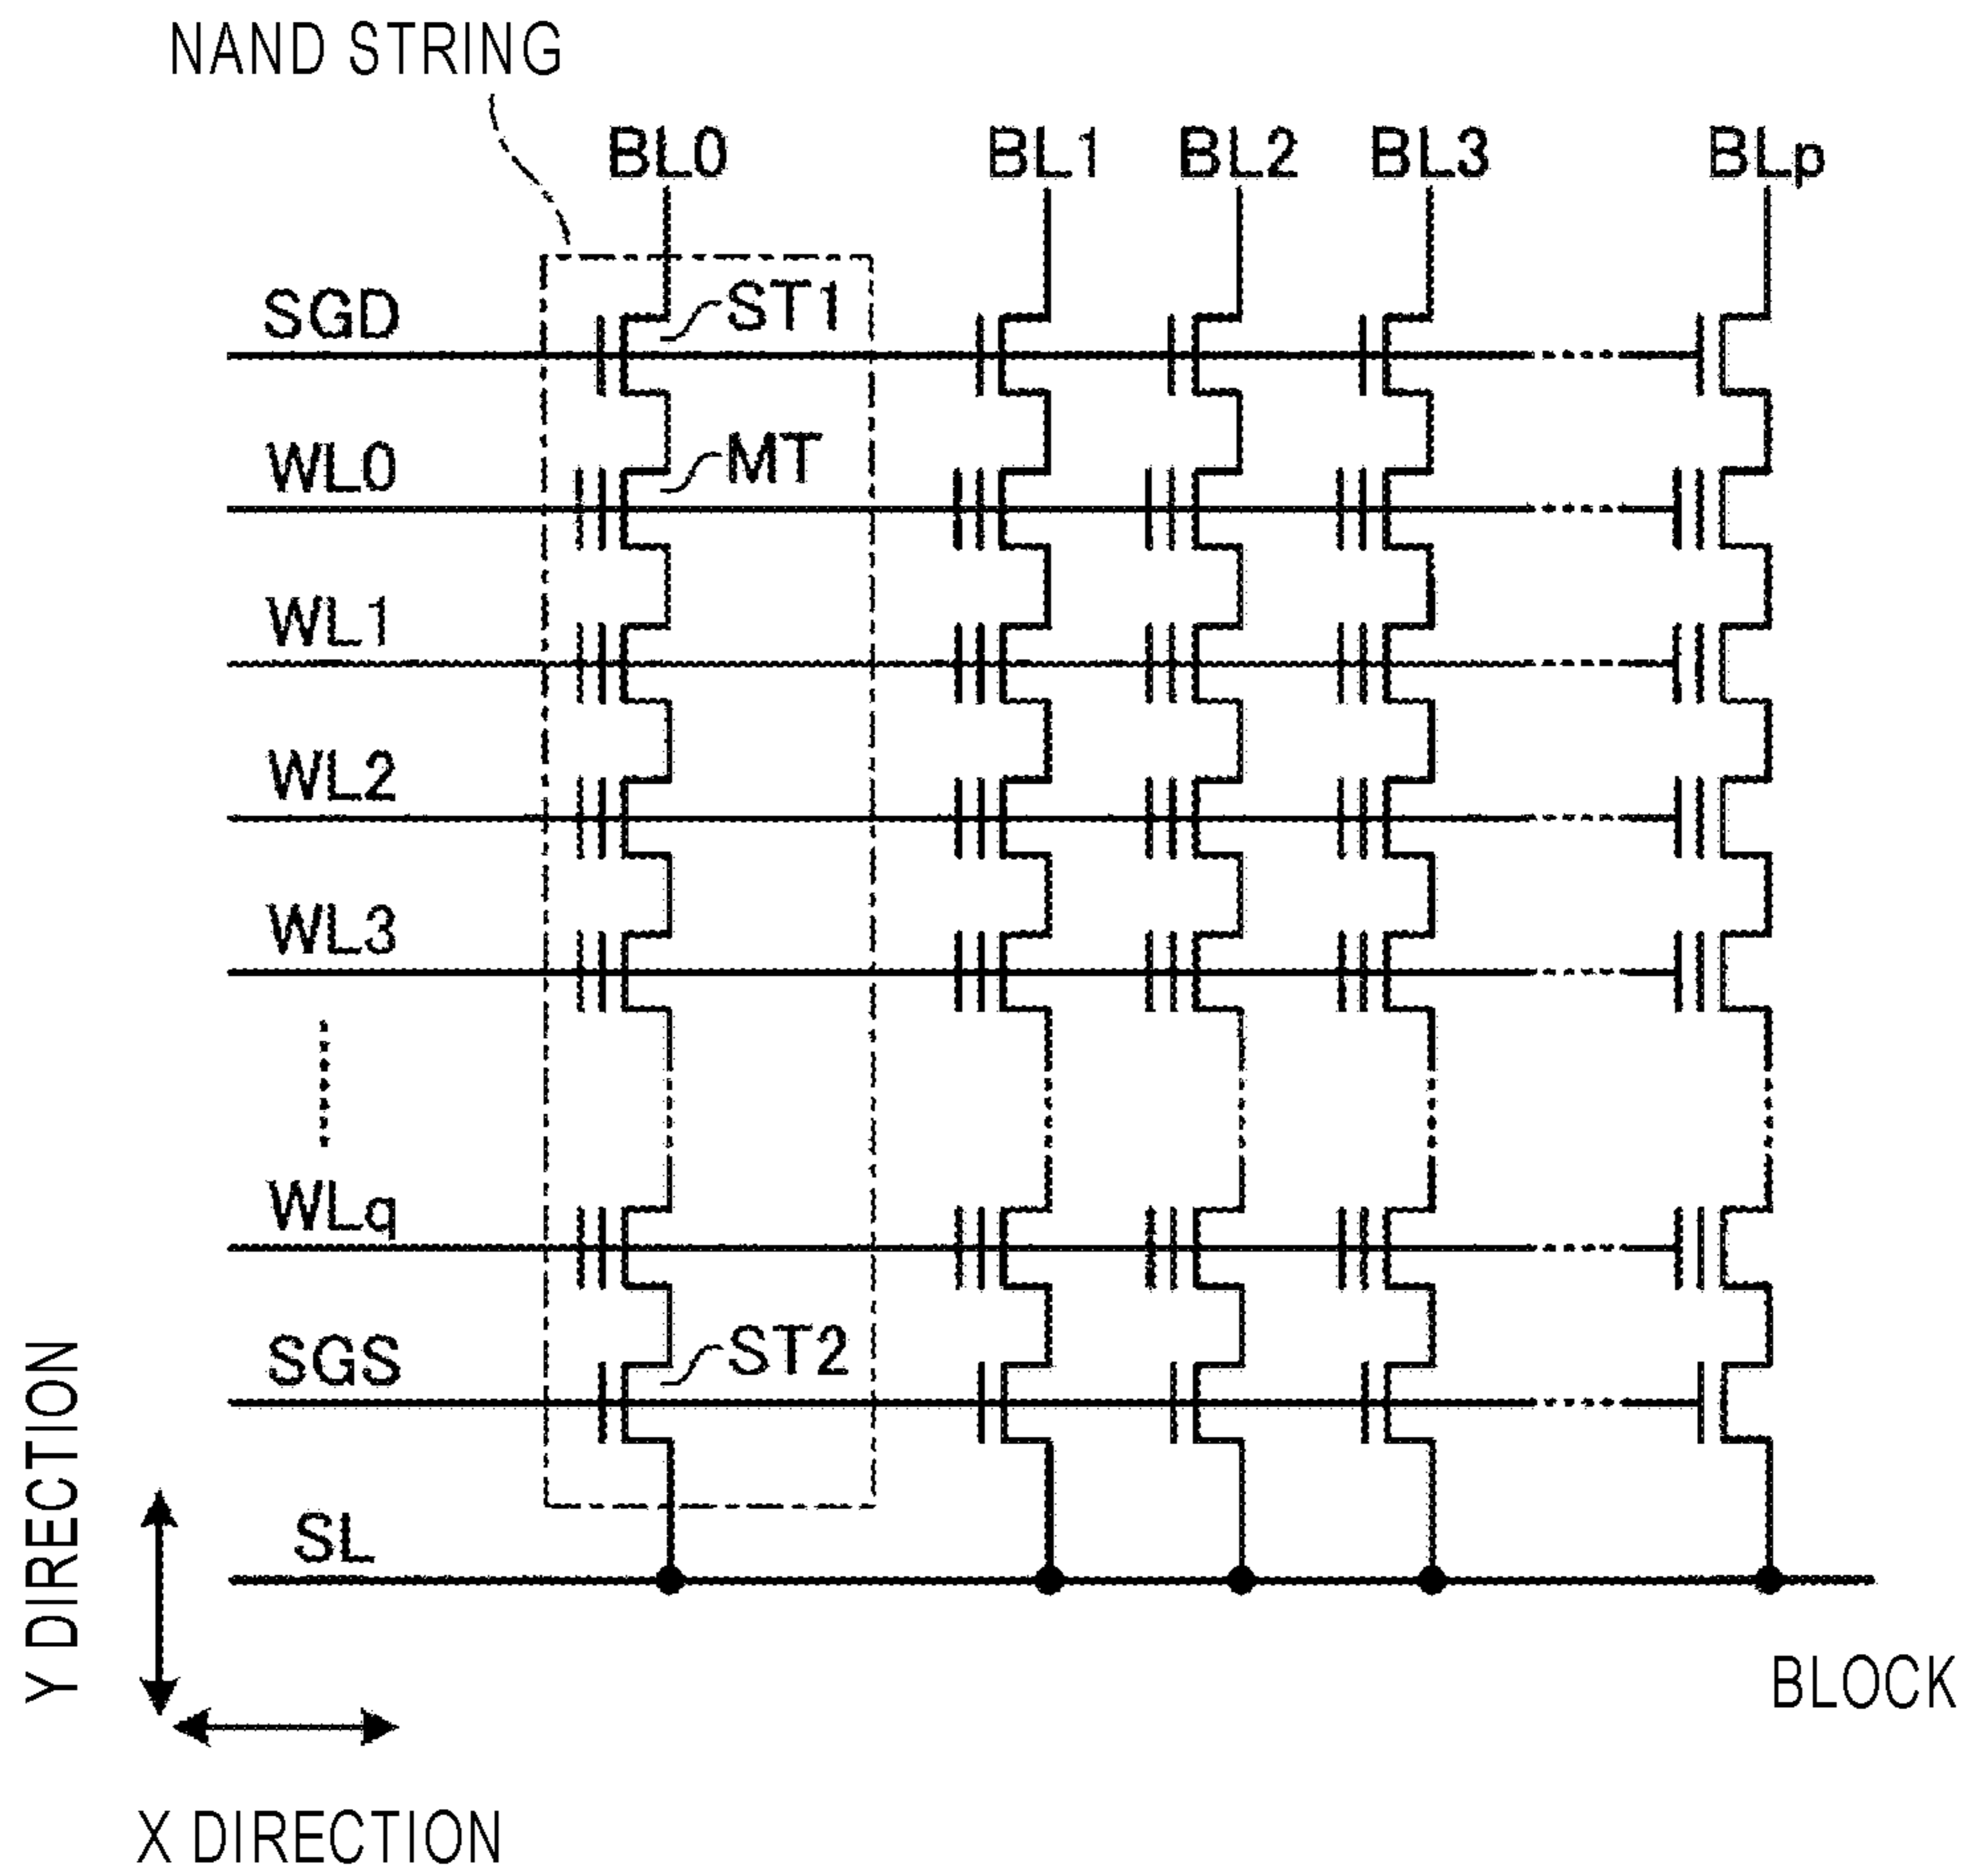 NAND STRING
BL0 BL1 BL2 BL3 BLp
SGD
ST1
WL0
MT
WL1
WL2
WL3
WLq
SGS
ST2
SL
Y DIRECTION
X DIRECTION
BLOCK